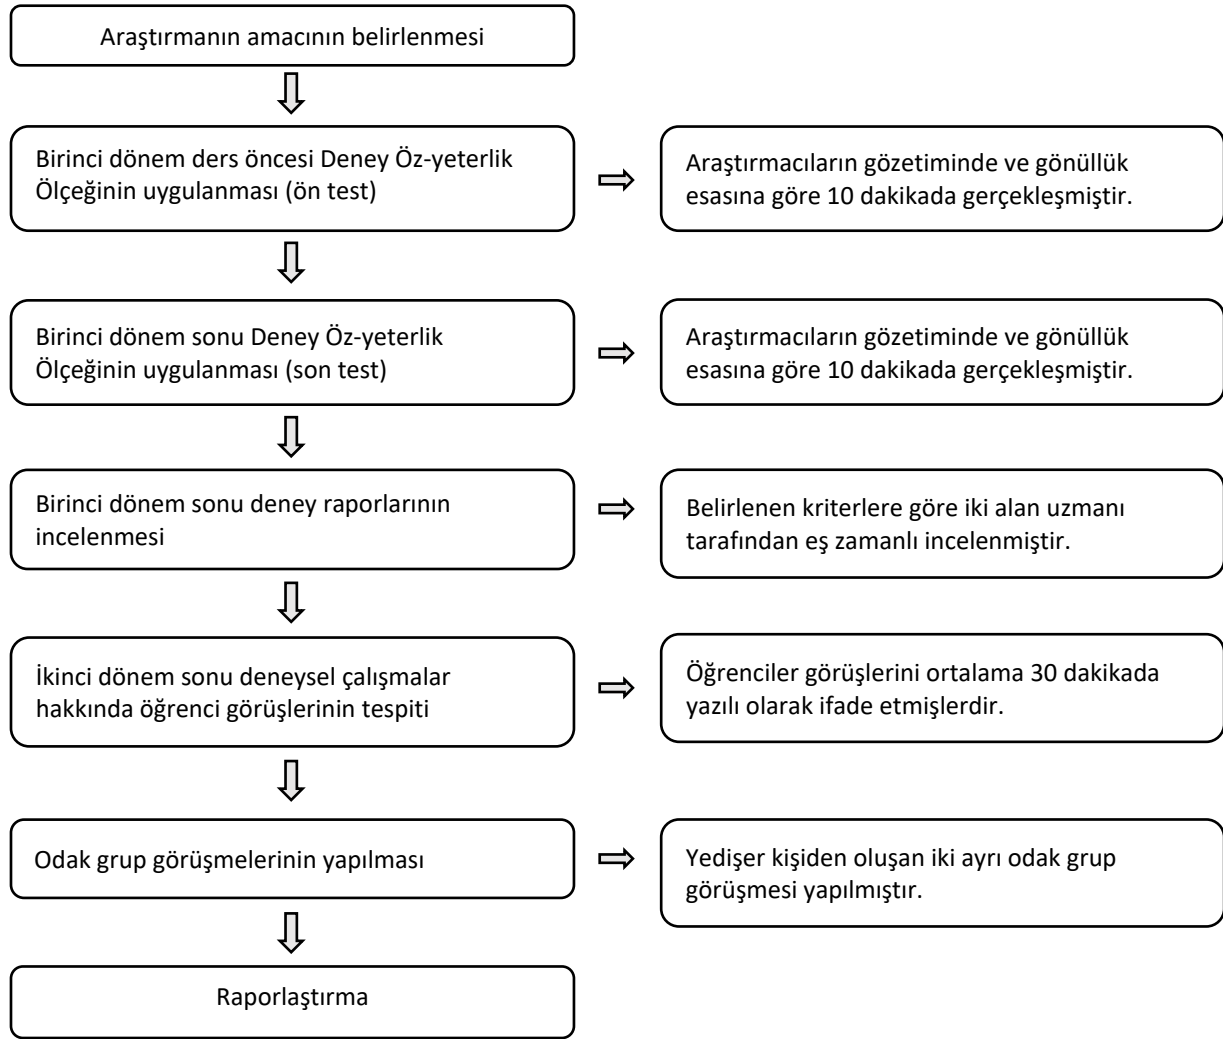 Araştırmanın amacının belirlenmesi
Birinci dönem ders öncesi Deney Öz-yeterlik
Ölçeğinin uygulanması (ön test)
Araştırmacıların gözetiminde ve gönüllük
esasına göre 10 dakikada gerçekleşmiştir.
Birinci dönem sonu Deney Öz-yeterlik
Ölçeğinin uygulanması (son test)
Araştırmacıların gözetiminde ve gönüllük
esasına göre 10 dakikada gerçekleşmiştir.
Birinci dönem sonu deney raporlarının
incelenmesi
Belirlenen kriterlere göre iki alan uzmanı
tarafından eş zamanlı incelenmiştir.
İkinci dönem sonu deneysel çalışmalar
hakkında öğrenci görüşlerinin tespiti
Öğrenciler görüşlerini ortalama 30 dakikada
yazılı olarak ifade etmişlerdir.
Odak grup görüşmelerinin yapılması
Yedişer kişiden oluşan iki ayrı odak grup
görüşmesi yapılmıştır.
Raporlaştırma